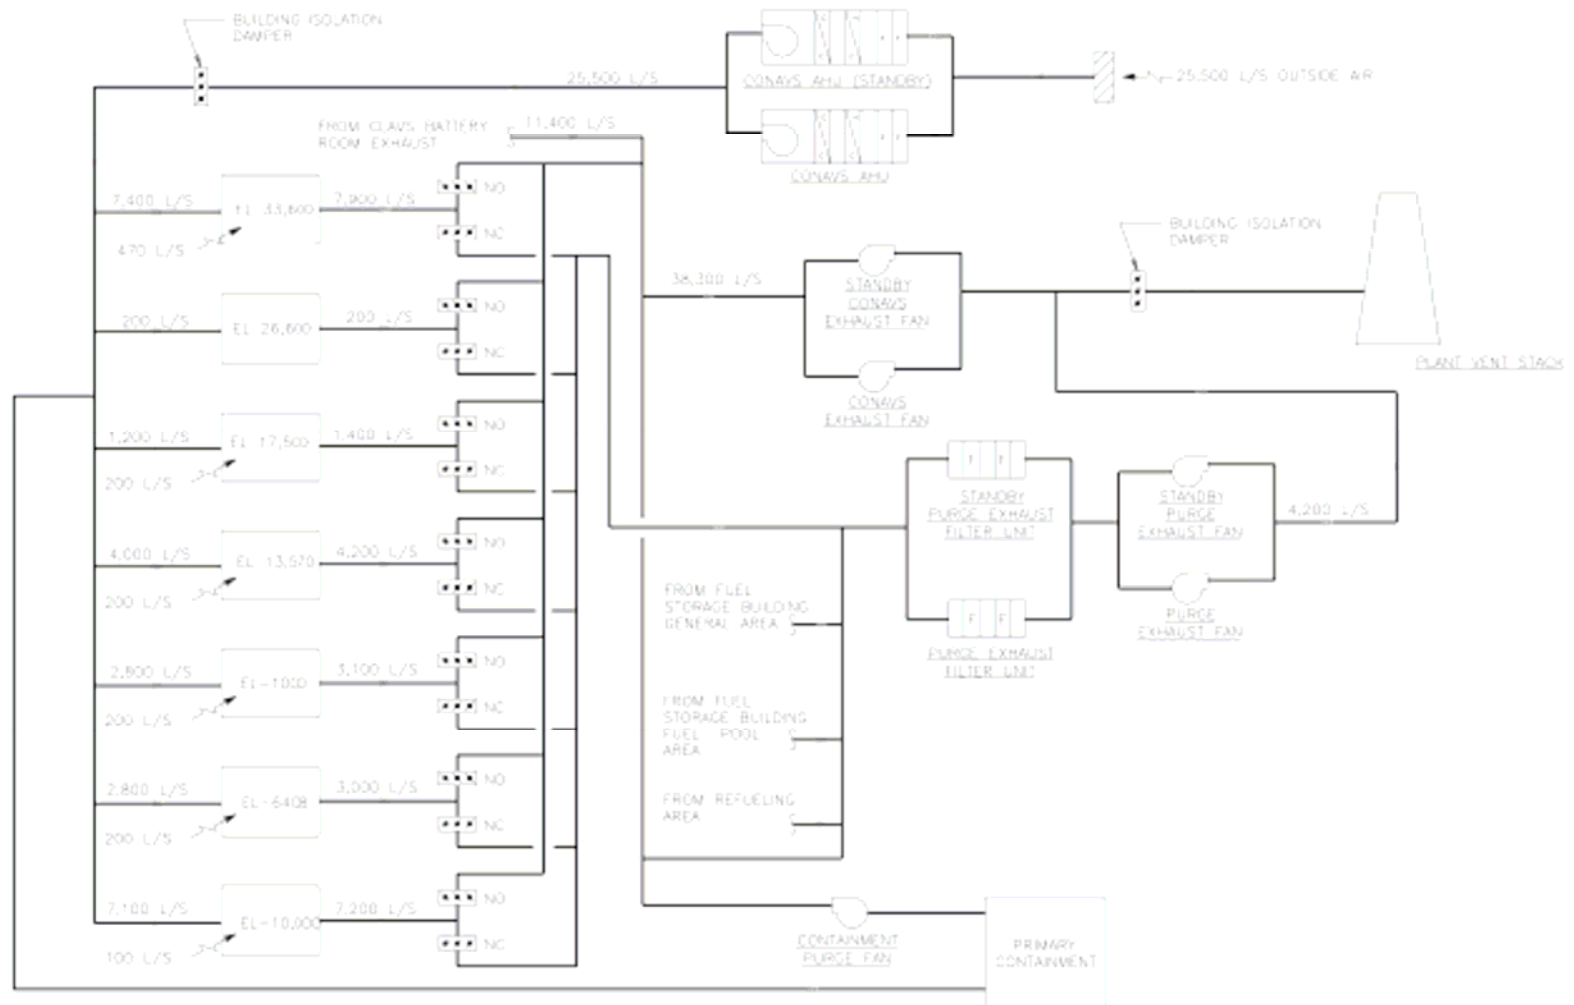 BUILDING ISOLATION
DAMPER
25,500 L/S
CONAVS AHU (STANDBY)
25,500 L/S OUTSIDE AIR
FROM CLAVS BATTERY
ROOM EXHAUST
11,400 L/S
CONAVS AHU
7,400 L/S
EL 33,600
7,900 L/S
NO
NC
470 L/S
BUILDING ISOLATION
DAMPER
38,300 L/S
STANDBY
CONAVS
EXHAUST FAN
200 L/S
EL 26,600
200 L/S
NO
NC
PLANT VENT STACK
CONAVS
EXHAUST FAN
1,200 L/S
EL 17,500
1,400 L/S
NO
NC
200 L/S
F F
STANDBY
PURGE EXHAUST
FILTER UNIT
STANDBY
PURGE
EXHAUST FAN
4,200 L/S
4,000 L/S
EL 13,570
4,200 L/S
NO
NC
200 L/S
FROM FUEL
STORAGE BUILDING
GENERAL AREA
F F
PURGE EXHAUST
FILTER UNIT
PURGE
EXHAUST FAN
2,800 L/S
EL-1000
3,100 L/S
NO
NC
200 L/S
FROM FUEL
STORAGE BUILDING
FUEL POOL
AREA
2,800 L/S
EL-6408
3,000 L/S
NO
NC
200 L/S
FROM REFUELING
AREA
7,100 L/S
EL-10,000
7,200 L/S
NO
NC
100 L/S
CONTAINMENT
PURGE FAN
PRIMARY
CONTAINMENT